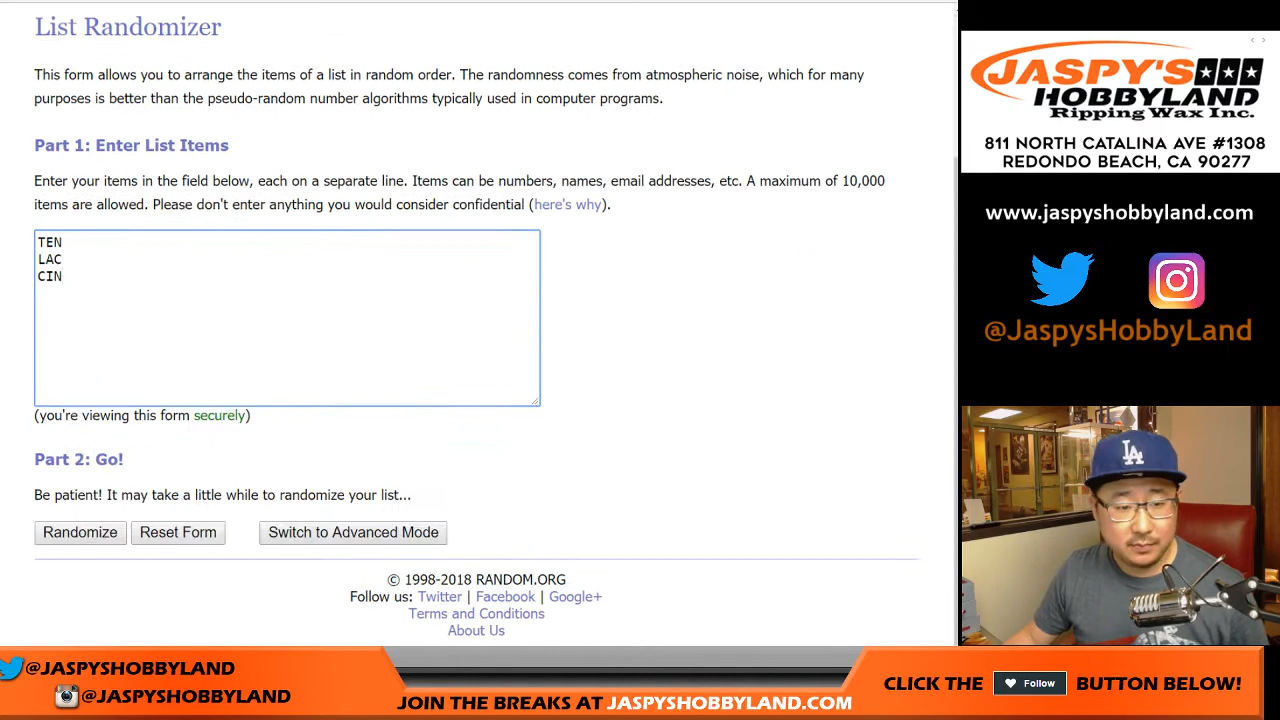 List Randomizer
This form allows you to arrange the items of a list in random order. The randomness comes from atmospheric noise, which for many
purposes is better than the pseudo-random number algorithms typically used in computer programs.
Part 1: Enter List Items
Enter your items in the field below, each on a separate line. Items can be numbers, names, email addresses, etc. A maximum of 10,000
items are allowed. Please don't enter anything you would consider confidential (here's why).
TEN
LAC
CIN
(you're viewing this form securely)
Part 2: Go!
Be patient! It may take a little while to randomize your list...
Randomize Reset Form Switch to Advanced Mode
© 1998-2018 RANDOM.ORG
Follow us: Twitter | Facebook | Google+
Terms and Conditions
About Us
JASPY'S
HOBBYLAND
Ripping Wax Inc.
811 NORTH CATALINA AVE #1308
REDONDO BEACH, CA 90277
www.jaspyshobbyland.com
@JaspysHobbyLand
LA
@JASPYSHOBBYLAND
@JASPYSHOBBYLAND
JOIN THE BREAKS AT JASPYSHOBBYLAND.COM
CLICK THE Follow BUTTON BELOW!